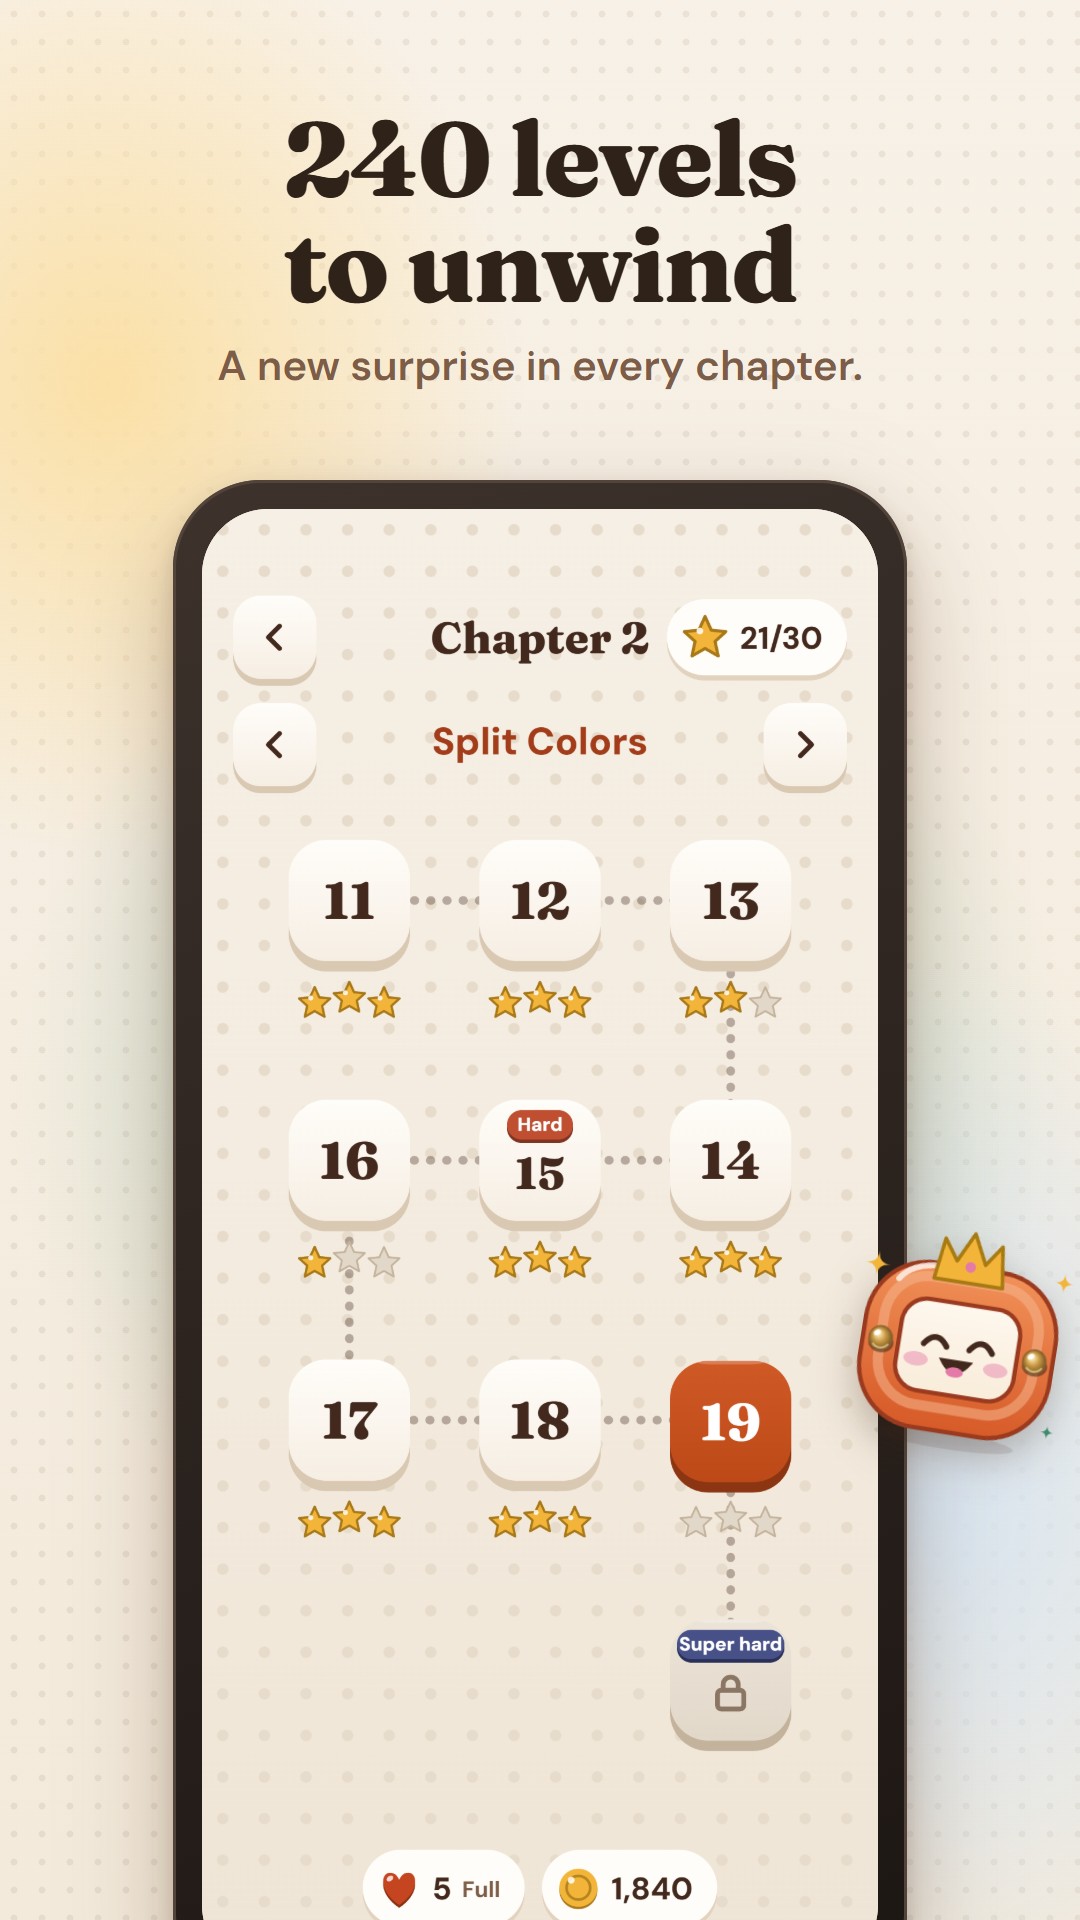 240 levels
to unwind
A new surprise in every chapter.
Chapter 2
21/30
Split Colors
11
12
13
16
Hard
15
14
17
18
19
Super hard
5 Full
1,840